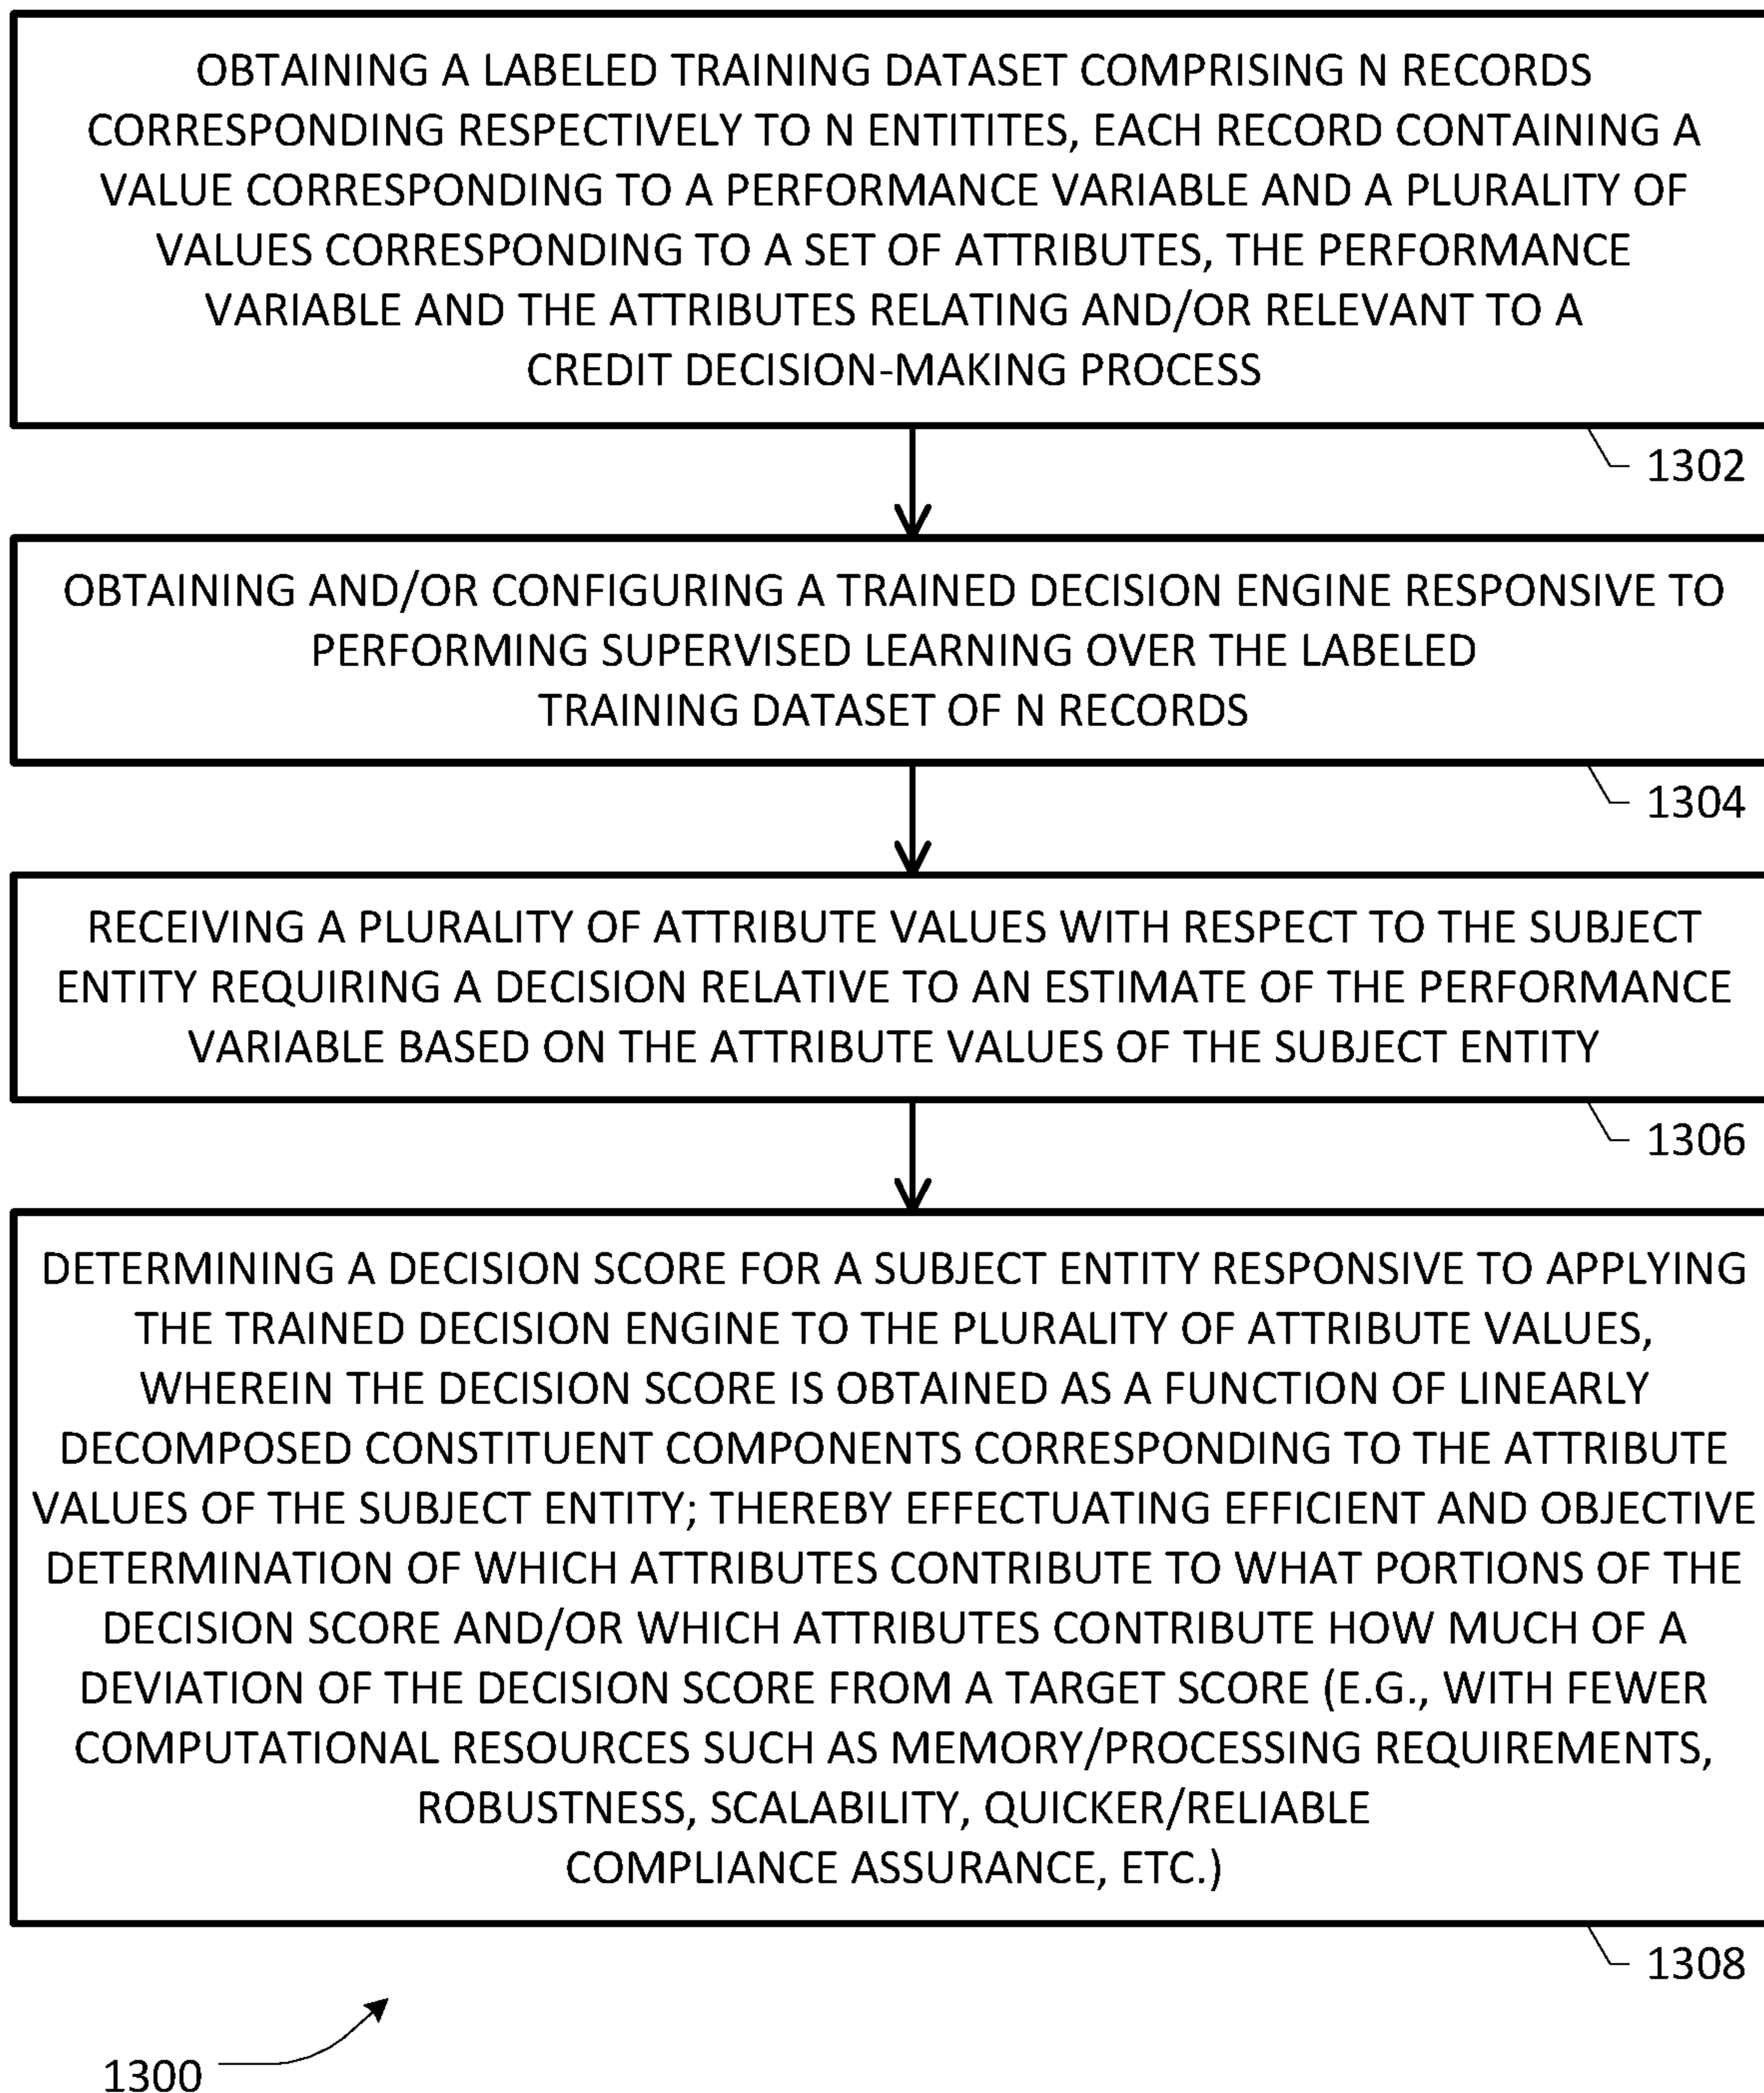 OBTAINING A LABELED TRAINING DATASET COMPRISING N RECORDS
CORRESPONDING RESPECTIVELY TO N ENTITITES, EACH RECORD CONTAINING A
VALUE CORRESPONDING TO A PERFORMANCE VARIABLE AND A PLURALITY OF
VALUES CORRESPONDING TO A SET OF ATTRIBUTES, THE PERFORMANCE
VARIABLE AND THE ATTRIBUTES RELATING AND/OR RELEVANT TO A
CREDIT DECISION-MAKING PROCESS
1302
OBTAINING AND/OR CONFIGURING A TRAINED DECISION ENGINE RESPONSIVE TO
PERFORMING SUPERVISED LEARNING OVER THE LABELED
TRAINING DATASET OF N RECORDS
1304
RECEIVING A PLURALITY OF ATTRIBUTE VALUES WITH RESPECT TO THE SUBJECT
ENTITY REQUIRING A DECISION RELATIVE TO AN ESTIMATE OF THE PERFORMANCE
VARIABLE BASED ON THE ATTRIBUTE VALUES OF THE SUBJECT ENTITY
1306
DETERMINING A DECISION SCORE FOR A SUBJECT ENTITY RESPONSIVE TO APPLYING
THE TRAINED DECISION ENGINE TO THE PLURALITY OF ATTRIBUTE VALUES,
WHEREIN THE DECISION SCORE IS OBTAINED AS A FUNCTION OF LINEARLY
DECOMPOSED CONSTITUENT COMPONENTS CORRESPONDING TO THE ATTRIBUTE
VALUES OF THE SUBJECT ENTITY; THEREBY EFFECTUATING EFFICIENT AND OBJECTIVE
DETERMINATION OF WHICH ATTRIBUTES CONTRIBUTE TO WHAT PORTIONS OF THE
DECISION SCORE AND/OR WHICH ATTRIBUTES CONTRIBUTE HOW MUCH OF A
DEVIATION OF THE DECISION SCORE FROM A TARGET SCORE (E.G., WITH FEWER
COMPUTATIONAL RESOURCES SUCH AS MEMORY/PROCESSING REQUIREMENTS,
ROBUSTNESS, SCALABILITY, QUICKER/RELIABLE
COMPLIANCE ASSURANCE, ETC.)
1308
1300